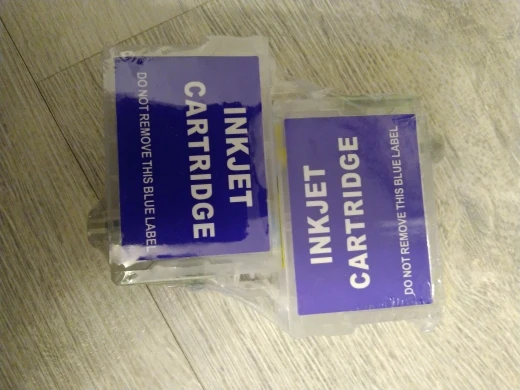 INKJET
CARTRIDGE
DO NOT REMOVE THIS BLUE LABEL
INKJET
CARTRIDGE
DO NOT REMOVE THIS BLUE LABEL